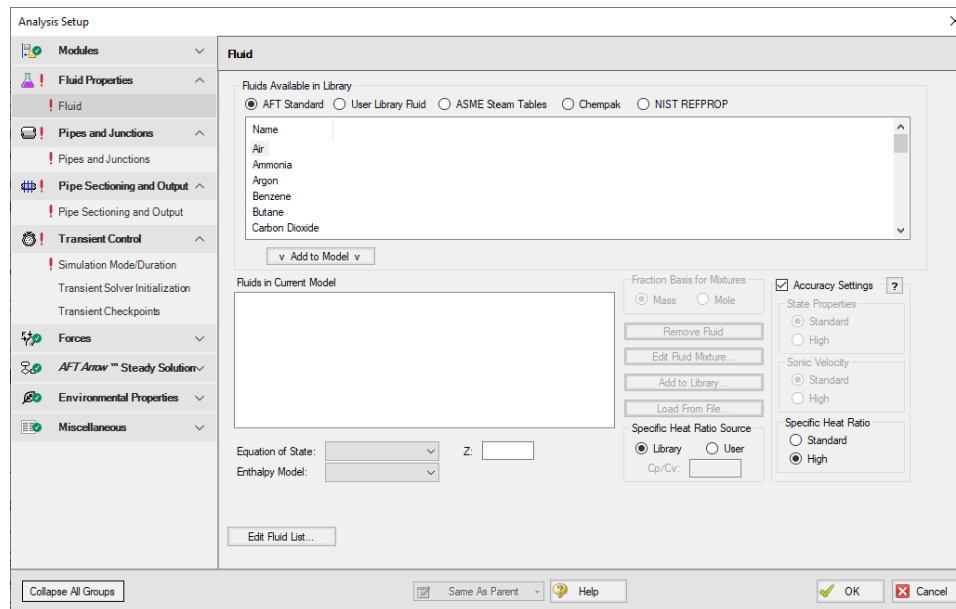 Analysis Setup
Modules
Fluid Properties
Fluid
Pipes and Junctions
Pipes and Junctions
Pipe Sectioning and Output
Pipe Sectioning and Output
Transient Control
Simulation Mode/Duration
Transient Solver Initialization
Transient Checkpoints
Forces
AFT Arrow ™ Steady Solution
Environmental Properties
Miscellaneous
Fluid
Fluids Available in Library
AFT Standard User Library Fluid ASME Steam Tables Chempak NIST REFPROP
Name
Air
Ammonia
Argon
Benzene
Butane
Carbon Dioxide
v Add to Model v
Fluids in Current Model
Equation of State: Z:
Enthalpy Model:
Edit Fluid List...
Fraction Basis for Mixtures
Mass Mole
Remove Fluid
Edit Fluid Mixture...
Add to Library...
Load From File...
Specific Heat Ratio Source
Library User
Cp/Cv:
Accuracy Settings ?
State Properties
Standard
High
Sonic Velocity
Standard
High
Specific Heat Ratio
Standard
High
Collapse All Groups
Same As Parent
Help
OK
Cancel